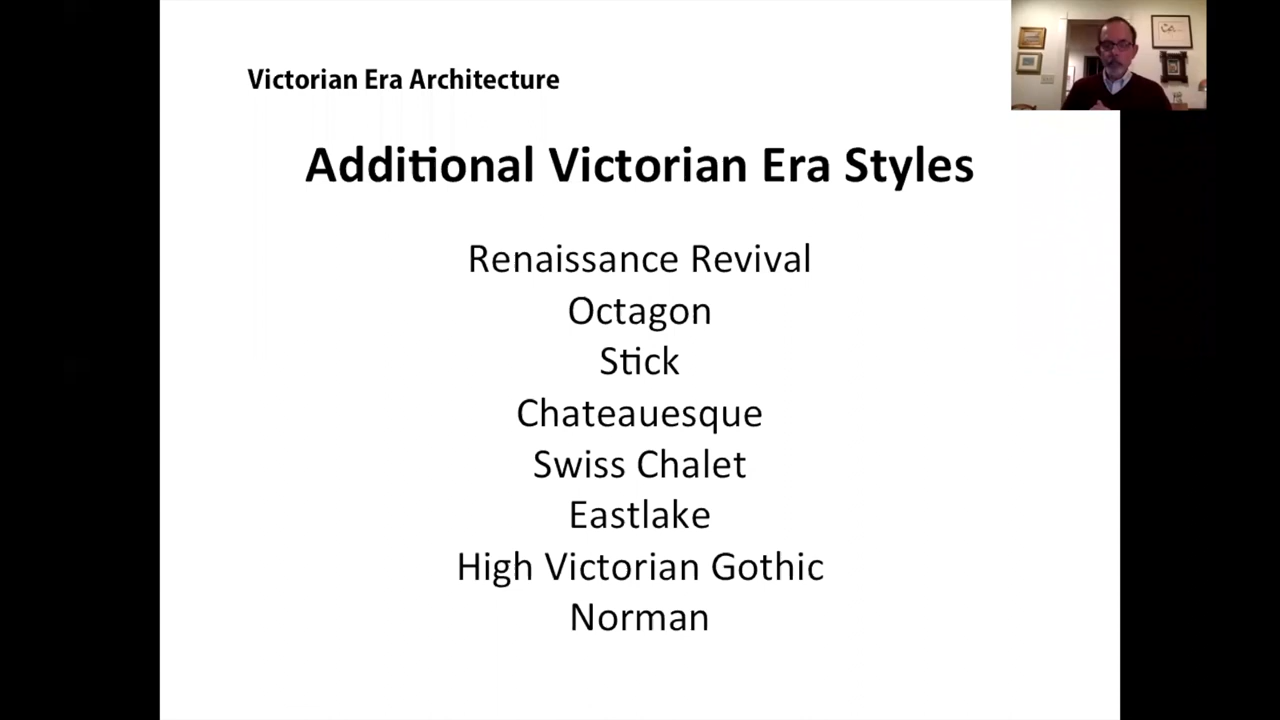 Victorian Era Architecture
Additional Victorian Era Styles
Renaissance Revival
Octagon
Stick
Chateauesque
Swiss Chalet
Eastlake
High Victorian Gothic
Norman